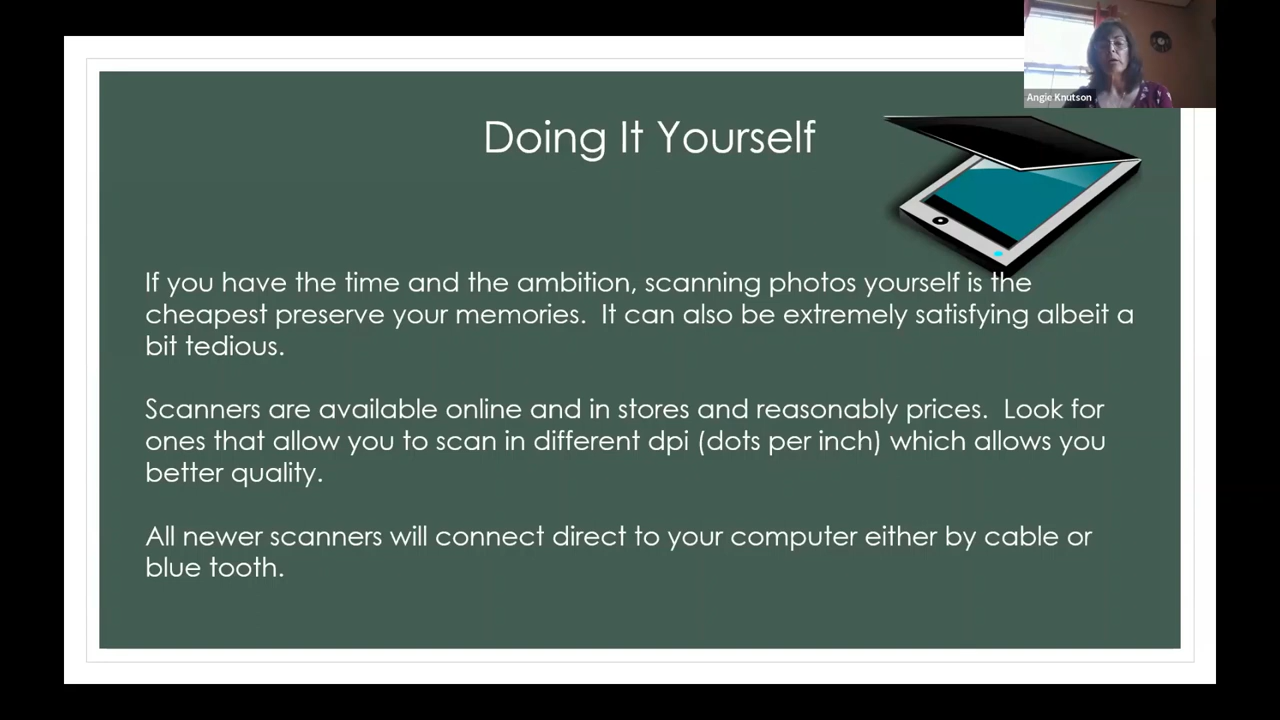 Angie Knutson
Doing It Yourself
If you have the time and the ambition, scanning photos yourself is the
cheapest preserve your memories.  It can also be extremely satisfying albeit a
bit tedious.
Scanners are available online and in stores and reasonably prices.  Look for
ones that allow you to scan in different dpi (dots per inch) which allows you
better quality.
All newer scanners will connect direct to your computer either by cable or
blue tooth.